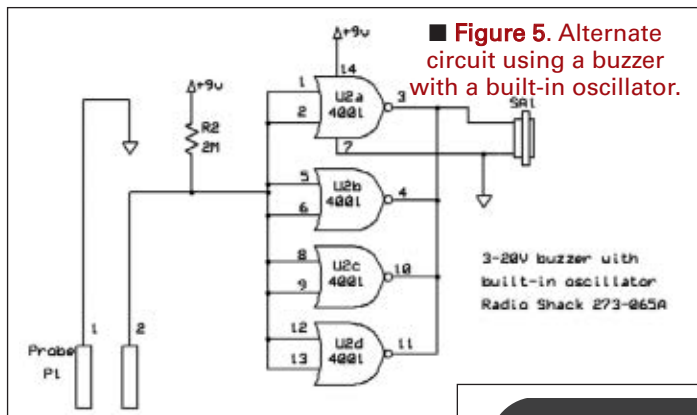 ■ Figure 5. Alternate
circuit using a buzzer
with a built-in oscillator.
+9v
14
1
2
U2a
4001
3
7
SA1
+9v
R2
2M
5
6
U2b
4001
4
8
9
U2c
4001
10
12
13
U2d
4001
11
3-20V buzzer with
built-in oscillator
Radio Shack 273-065A
1
2
Probe
P1